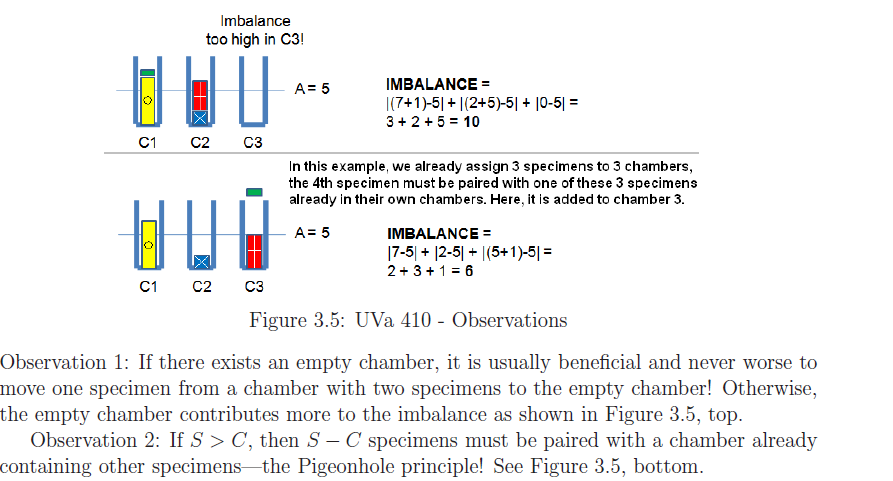 Imbalance
too high in C3!
A = 5
IMBALANCE =
|(7+1)-5| + |(2+5)-5| + |0-5| =
3 + 2 + 5 = 10
C1 C2 C3
In this example, we already assign 3 specimens to 3 chambers,
the 4th specimen must be paired with one of these 3 specimens
already in their own chambers. Here, it is added to chamber 3.
A = 5
IMBALANCE =
|7-5| + |2-5| + |(5+1)-5| =
2 + 3 + 1 = 6
C1 C2 C3
Figure 3.5: UVa 410 - Observations
Observation 1: If there exists an empty chamber, it is usually beneficial and never worse to
move one specimen from a chamber with two specimens to the empty chamber! Otherwise,
the empty chamber contributes more to the imbalance as shown in Figure 3.5, top.
Observation 2: If S > C, then S − C specimens must be paired with a chamber already
containing other specimens—the Pigeonhole principle! See Figure 3.5, bottom.